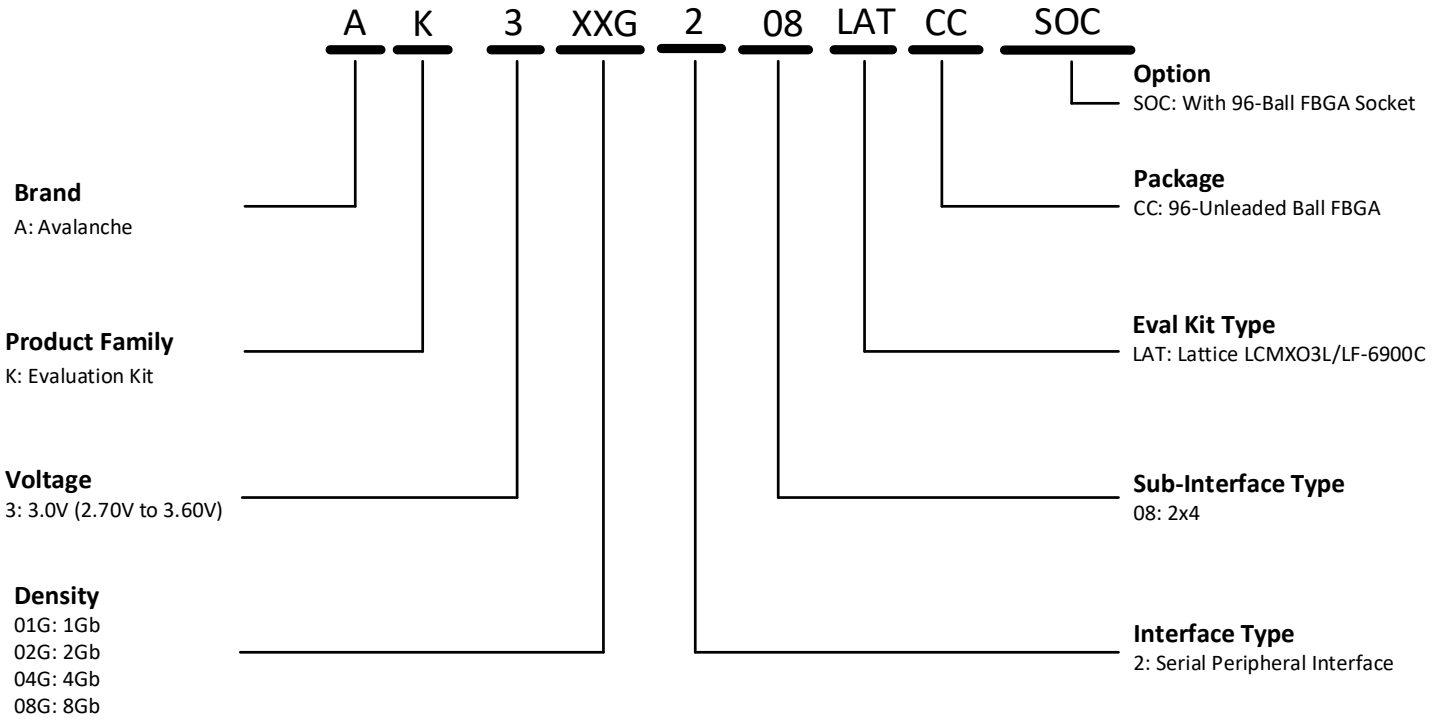 A K 3 XXG 2 08 LAT CC SOC
Option
SOC: With 96-Ball FBGA Socket
Package
CC: 96-Unleaded Ball FBGA
Brand
A: Avalanche
Eval Kit Type
LAT: Lattice LCMXO3L/LF-6900C
Product Family
K: Evaluation Kit
Voltage
3: 3.0V (2.70V to 3.60V)
Sub-Interface Type
08: 2x4
Density
01G: 1Gb
02G: 2Gb
04G: 4Gb
08G: 8Gb
Interface Type
2: Serial Peripheral Interface